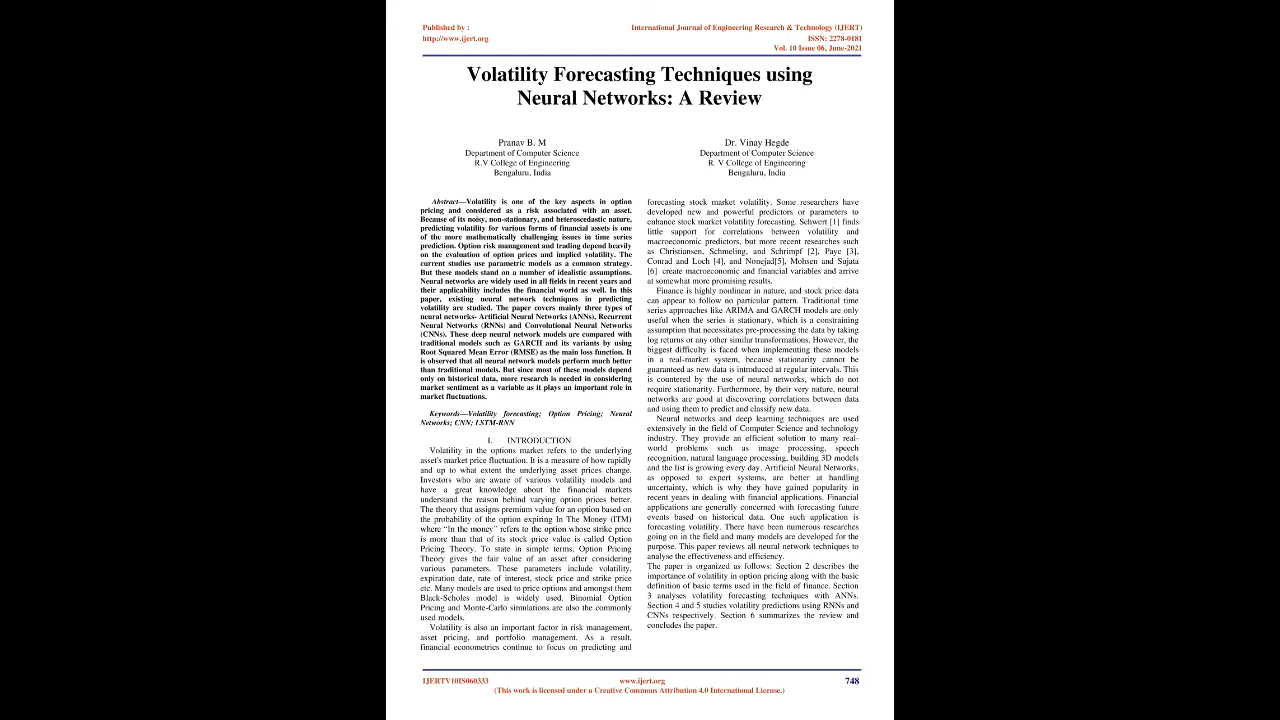 Published by :
http://www.ijert.org
International Journal of Engineering Research & Technology (IJERT)
ISSN: 2278-0181
Vol. 10 Issue 06, June-2021
Volatility Forecasting Techniques using
Neural Networks: A Review
Pranav B. M
Department of Computer Science
R.V College of Engineering
Bengaluru, India
Dr. Vinay Hegde
Department of Computer Science
R. V College of Engineering
Bengaluru, India
Abstract—Volatility is one of the key aspects in option
pricing and considered as a risk associated with an asset.
Because of its noisy, non-stationary, and heteroscedastic nature,
predicting volatility for various forms of financial assets is one
of the more mathematically challenging issues in time series
prediction. Option risk management and trading depend heavily
on the evaluation of option prices and implied volatility. The
current studies use parametric models as a common strategy.
But these models stand on a number of idealistic assumptions.
Neural networks are widely used in all fields in recent years and
their applicability includes the financial world as well. In this
paper, existing neural network techniques in predicting
volatility are studied. The paper covers mainly three types of
neural networks- Artificial Neural Networks (ANNs), Recurrent
Neural Networks (RNNs) and Convolutional Neural Networks
(CNNs). These deep neural network models are compared with
traditional models such as GARCH and its variants by using
Root Squared Mean Error (RMSE) as the main loss function. It
is observed that all neural network models perform much better
than traditional models. But since most of these models depend
only on historical data, more research is needed in considering
market sentiment as a variable as it plays an important role in
market fluctuations.
Keywords—Volatility forecasting; Option Pricing; Neural
Networks; CNN; LSTM-RNN
I. INTRODUCTION
Volatility in the options market refers to the underlying
asset's market price fluctuation. It is a measure of how rapidly
and up to what extent the underlying asset prices change.
Investors who are aware of various volatility models and
have a great knowledge about the financial markets
understand the reason behind varying option prices better.
The theory that assigns premium value for an option based on
the probability of the option expiring In The Money (ITM)
where “In the money” refers to the option whose strike price
is more than that of its stock price value is called Option
Pricing Theory. To state in simple terms, Option Pricing
Theory gives the fair value of an asset after considering
various parameters. These parameters include volatility,
expiration date, rate of interest, stock price and strike price
etc. Many models are used to price options and amongst them
Black-Scholes model is widely used. Binomial Option
Pricing and Monte-Carlo simulations are also the commonly
used models.
Volatility is also an important factor in risk management,
asset pricing, and portfolio management. As a result,
financial econometrics continue to focus on predicting and
forecasting stock market volatility. Some researchers have
developed new and powerful predictors or parameters to
enhance stock market volatility forecasting. Schwert [1] finds
little support for correlations between volatility and
macroeconomic predictors, but more recent researches such
as Christiansen, Schmeling, and Schrimpf [2], Paye [3],
Conrad and Loch [4], and Nonejad[5], Mohsen and Sujata
[6] create macroeconomic and financial variables and arrive
at somewhat more promising results.
Finance is highly nonlinear in nature, and stock price data
can appear to follow no particular pattern. Traditional time
series approaches like ARIMA and GARCH models are only
useful when the series is stationary, which is a constraining
assumption that necessitates pre-processing the data by taking
log returns or any other similar transformations. However, the
biggest difficulty is faced when implementing these models
in a real-market system, because stationarity cannot be
guaranteed as new data is introduced at regular intervals. This
is countered by the use of neural networks, which do not
require stationarity. Furthermore, by their very nature, neural
networks are good at discovering correlations between data
and using them to predict and classify new data.
Neural networks and deep learning techniques are used
extensively in the field of Computer Science and technology
industry. They provide an efficient solution to many real-
world problems such as image processing, speech
recognition, natural language processing, building 3D models
and the list is growing every day. Artificial Neural Networks,
as opposed to expert systems, are better at handling
uncertainty, which is why they have gained popularity in
recent years in dealing with financial applications. Financial
applications are generally concerned with forecasting future
events based on historical data. One such application is
forecasting volatility. There have been numerous researches
going on in the field and many models are developed for the
purpose. This paper reviews all neural network techniques to
analyse the effectiveness and efficiency.
The paper is organized as follows: Section 2 describes the
importance of volatility in option pricing along with the basic
definition of basic terms used in the field of finance. Section
3 analyses volatility forecasting techniques with ANNs.
Section 4 and 5 studies volatility predictions using RNNs and
CNNs respectively. Section 6 summarizes the review and
concludes the paper.
IJERTV10IS060333
www.ijert.org
748
(This work is licensed under a Creative Commons Attribution 4.0 International License.)